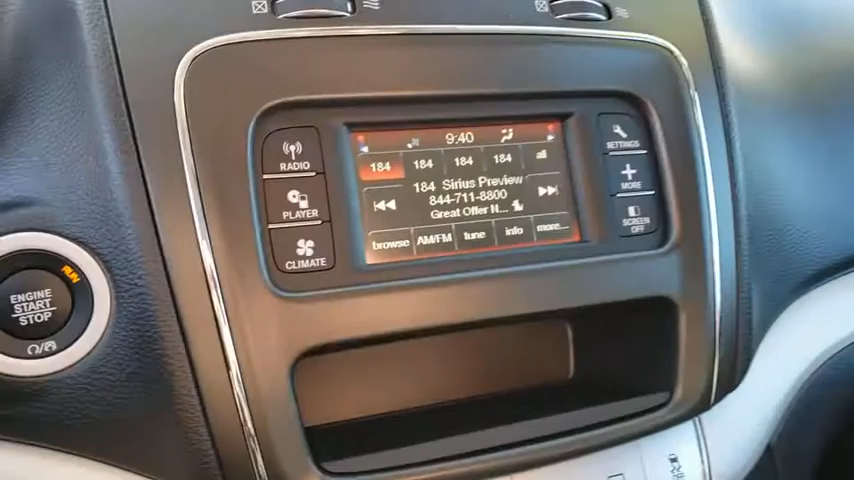 9:40
RADIO
184
184
184
184
SETTINGS
184
Sirius Preview
844-711-8800
Great Offer
MORE
PLAYER
browse AM/FM tune info more...
CLIMATE
SCREEN
OFF
RUN
ENGINE
START
STOP